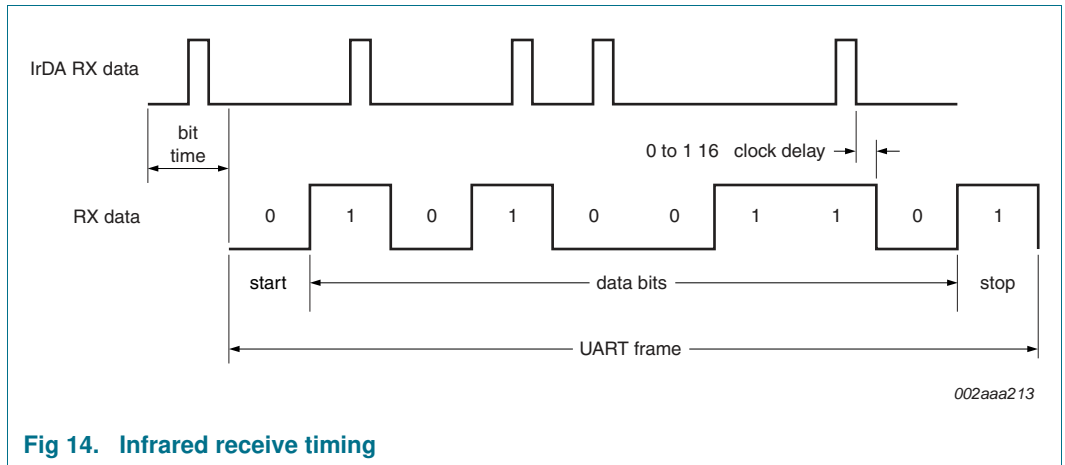 IrDA RX data
bit
time
0 to 1 16 clock delay
RX data
0 1 0 1 0 0 1 1 0 1
start data bits stop
UART frame
002aaa213
Fig 14. Infrared receive timing